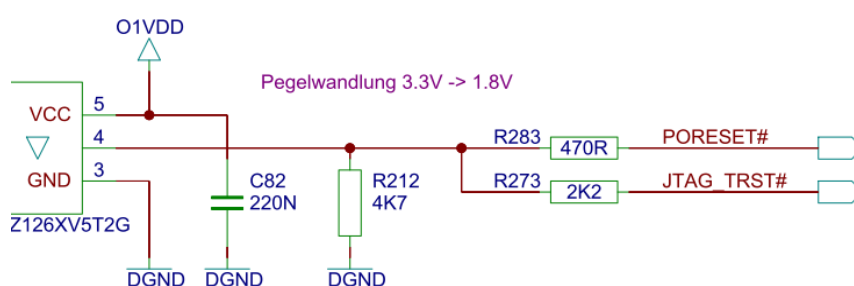 O1VDD
Pegelwandlung 3.3V -> 1.8V
VCC
5
4
GND
3
Z126XV5T2G
C82
220N
R212
4K7
R283
470R
PORESET#
R273
2K2
JTAG_TRST#
DGND
DGND
DGND